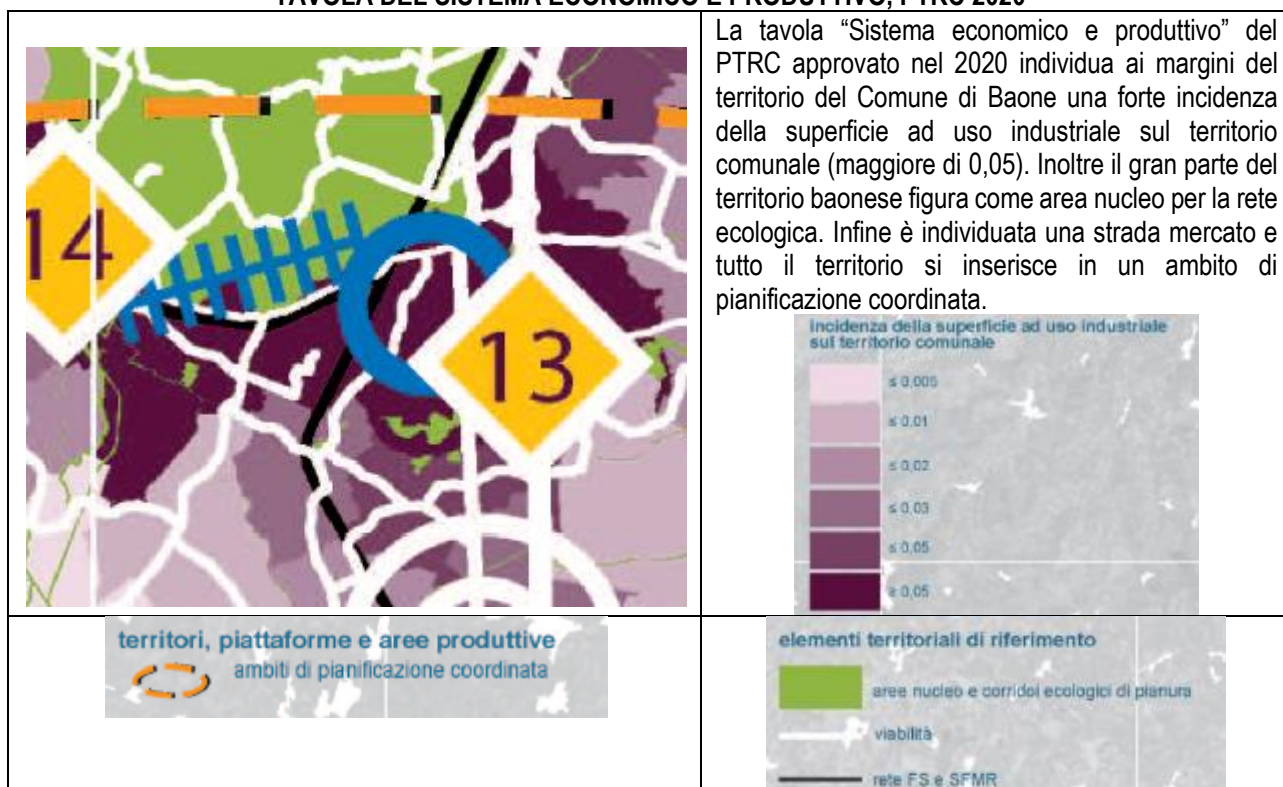 TAVOLA DEL SISTEMA ECONOMICO E PRODUTTIVO, PTRC 2020
14
13
La tavola “Sistema economico e produttivo” del
PTRC approvato nel 2020 individua ai margini del
territorio del Comune di Baone una forte incidenza
della superficie ad uso industriale sul territorio
comunale (maggiore di 0,05). Inoltre il gran parte del
territorio baonese figura come area nucleo per la rete
ecologica. Infine è individuata una strada mercato e
tutto il territorio si inserisce in un ambito di
pianificazione coordinata.
incidenza della superficie ad uso industriale
sul territorio comunale
≤ 0,005
≤ 0,01
≤ 0,02
≤ 0,03
≤ 0,05
≥ 0,05
territori, piattaforme e aree produttive
ambiti di pianificazione coordinata
elementi territoriali di riferimento
aree nucleo e corridoi ecologici di pianura
viabilità
rete FS e SFMR